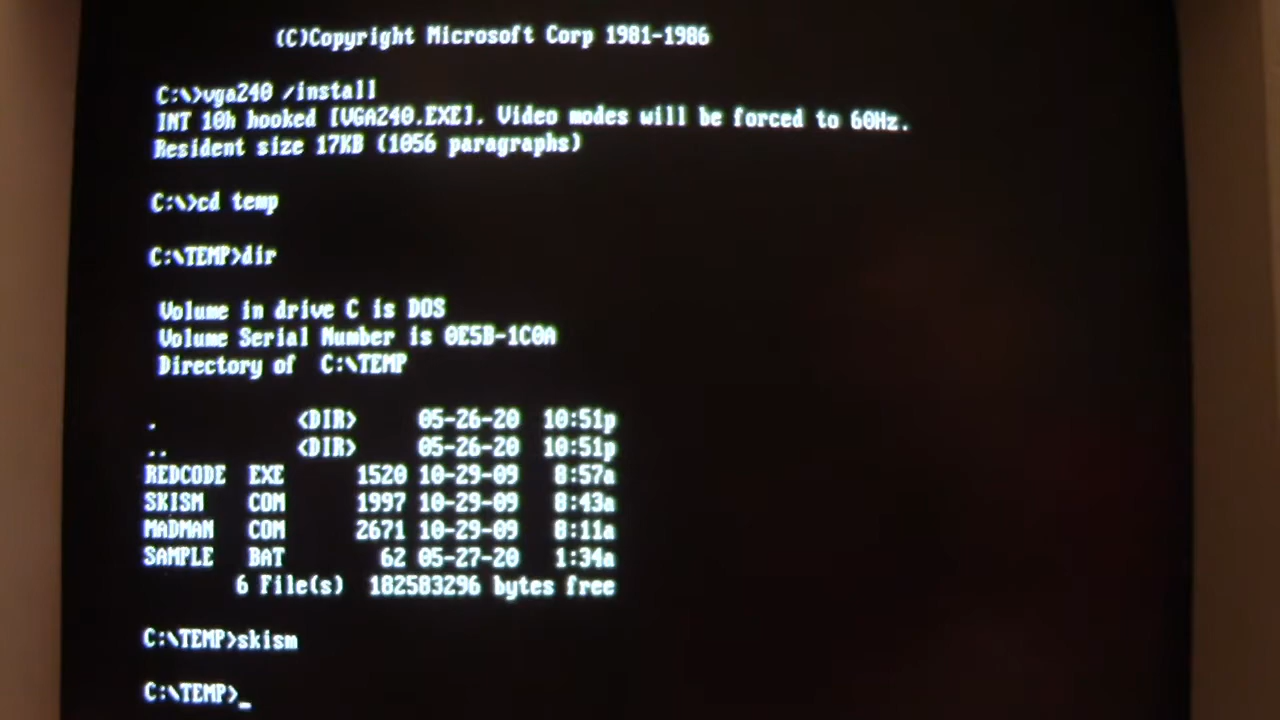 (C)Copyright Microsoft Corp 1981-1986
C:\>vga240 /install
INT 10h hooked [VGA240.EXE]. Video modes will be forced to 60Hz.
Resident size 17KB (1056 paragraphs)
C:\>cd temp
C:\TEMP>dir
Volume in drive C is DOS
Volume Serial Number is 0E5B-1C0A
Directory of  C:\TEMP
.            <DIR>     05-26-20  10:51p
..           <DIR>     05-26-20  10:51p
REDCODE  EXE      1520 10-29-09   8:57a
SKISM    COM      1997 10-29-09   8:43a
MADMAN   COM      2671 10-29-09   8:11a
SAMPLE   BAT        62 05-27-20   1:34a
6 File(s)  182583296 bytes free
C:\TEMP>skism
C:\TEMP>_